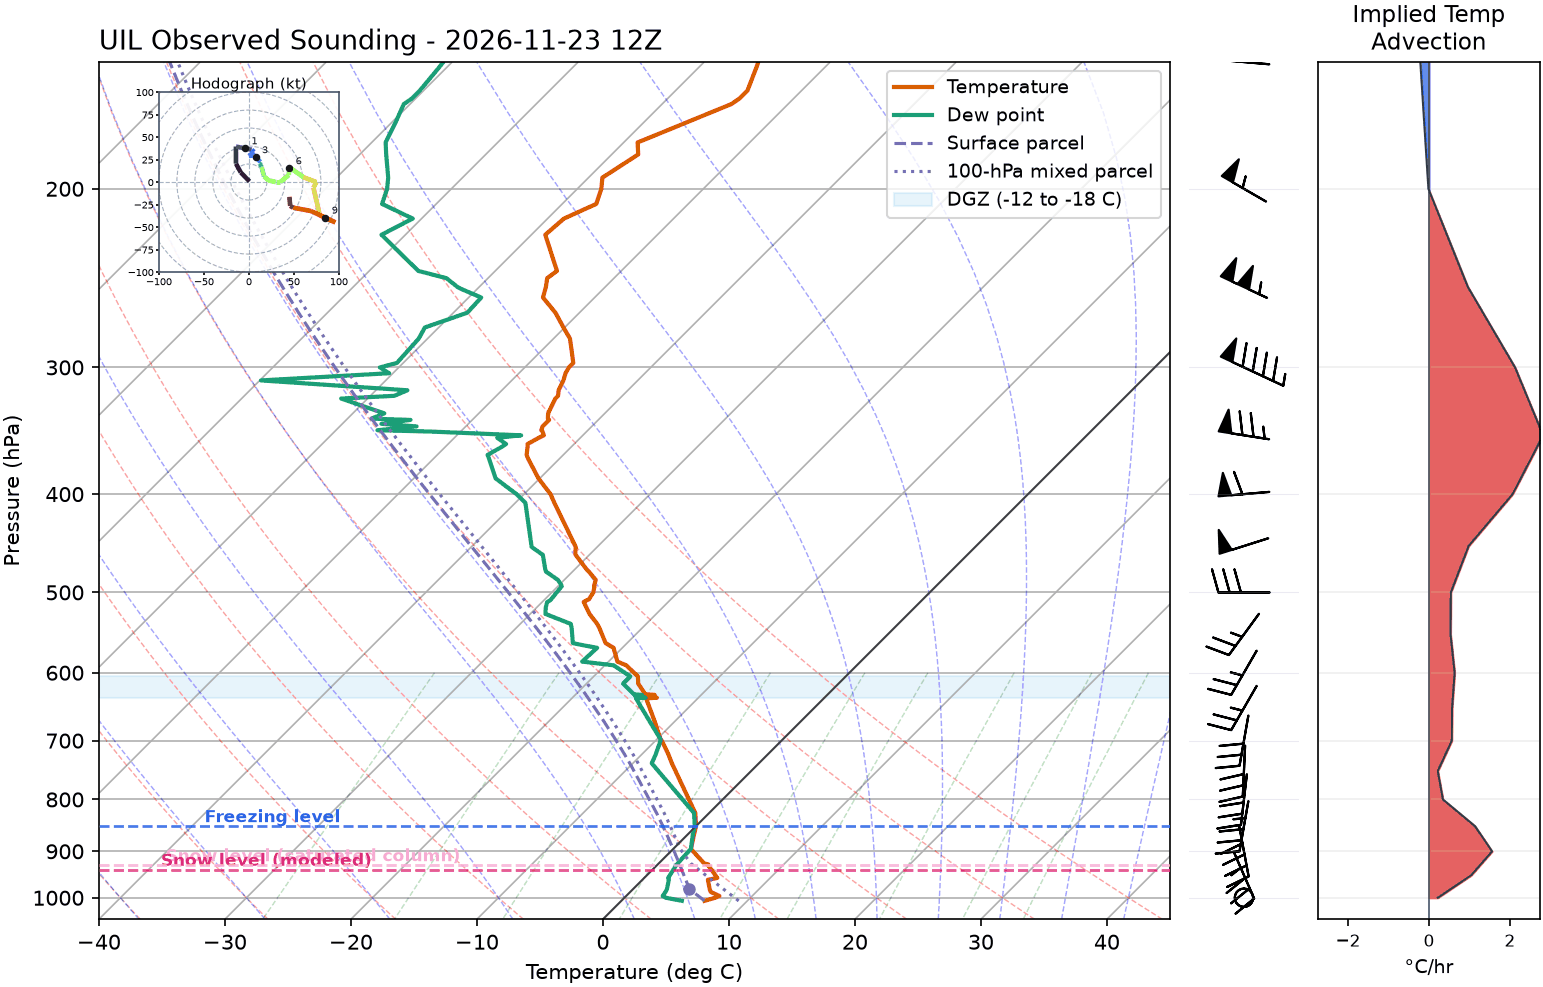 UIL Observed Sounding - 2026-11-23 12Z
Implied Temp
Advection
Hodograph (kt)
100
75
50
25
0
−25
−50
−75
−100
−100
−50
0
50
100
1
3
6
9
Temperature
Dew point
Surface parcel
100-hPa mixed parcel
DGZ (-12 to -18 C)
Pressure (hPa)
200
300
400
500
600
700
800
900
1000
Freezing level
Snow level (modeled)
column)
−40
−30
−20
−10
0
10
20
30
40
Temperature (deg C)
−2
0
2
°C/hr